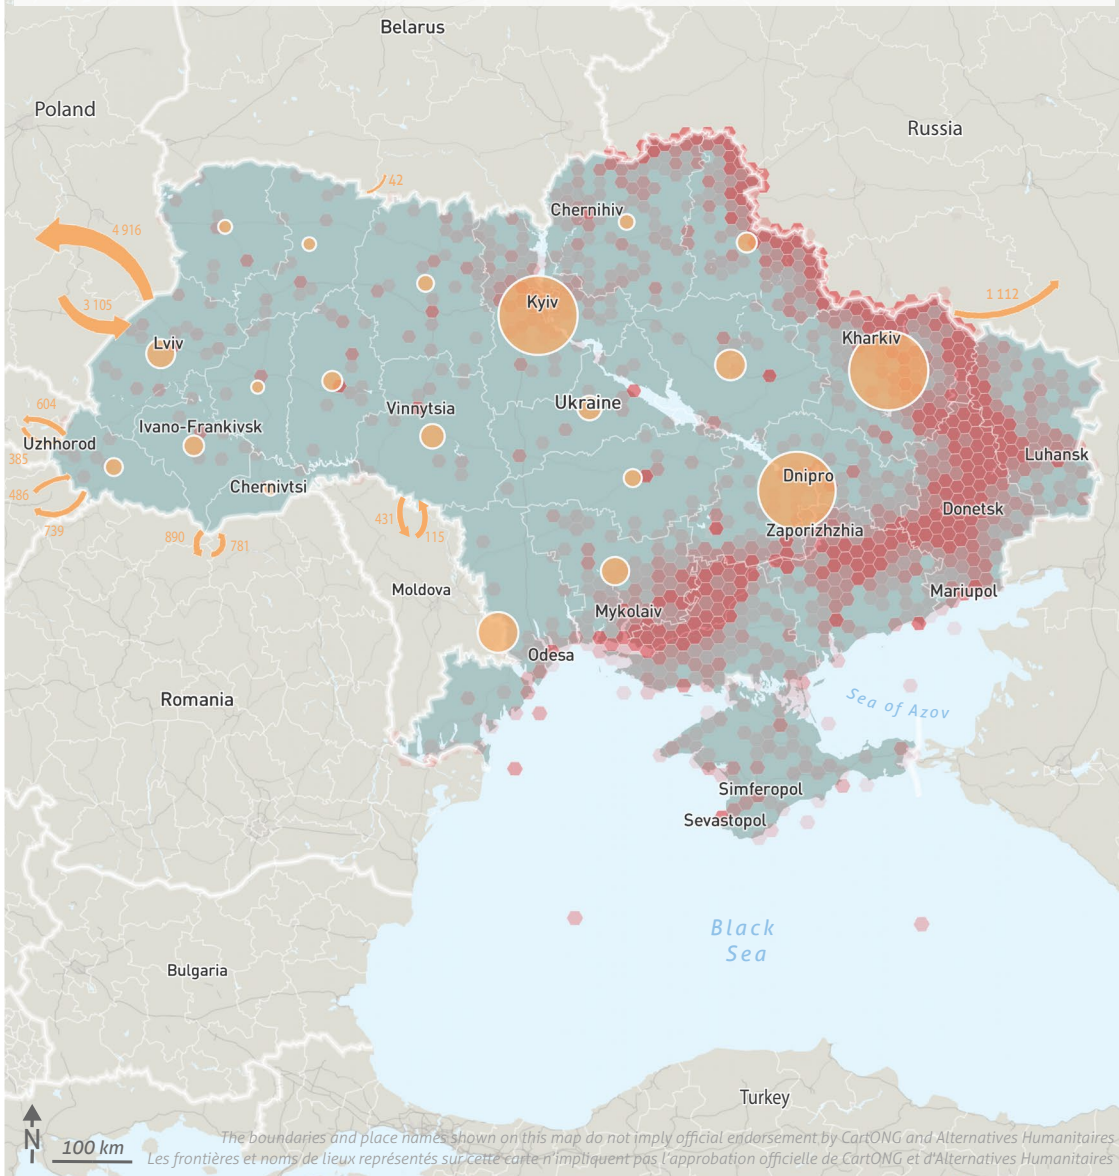 Belarus
Poland
Russia
42
Chernihiv
4 916
3 105
1 112
Kyiv
Kharkiv
Lviv
604
Ukraine
Vinnytsia
Ivano-Frankivsk
Uzhhorod
385
Luhansk
Dnipro
Chernivtsi
486
739
Donetsk
431
115
Zaporizhzhia
890
781
Moldova
Mariupol
Mykolaiv
Odesa
Romania
Sea of Azov
Simferopol
Sevastopol
Black
Sea
Bulgaria
Turkey
N
100 km
The boundaries and place names shown on this map do not imply official endorsement by CartONG and Alternatives Humanitaires.
Les frontières et noms de lieux représentés sur cette carte n'impliquent pas l'approbation officielle de CartONG et d'Alternatives Humanitaires.